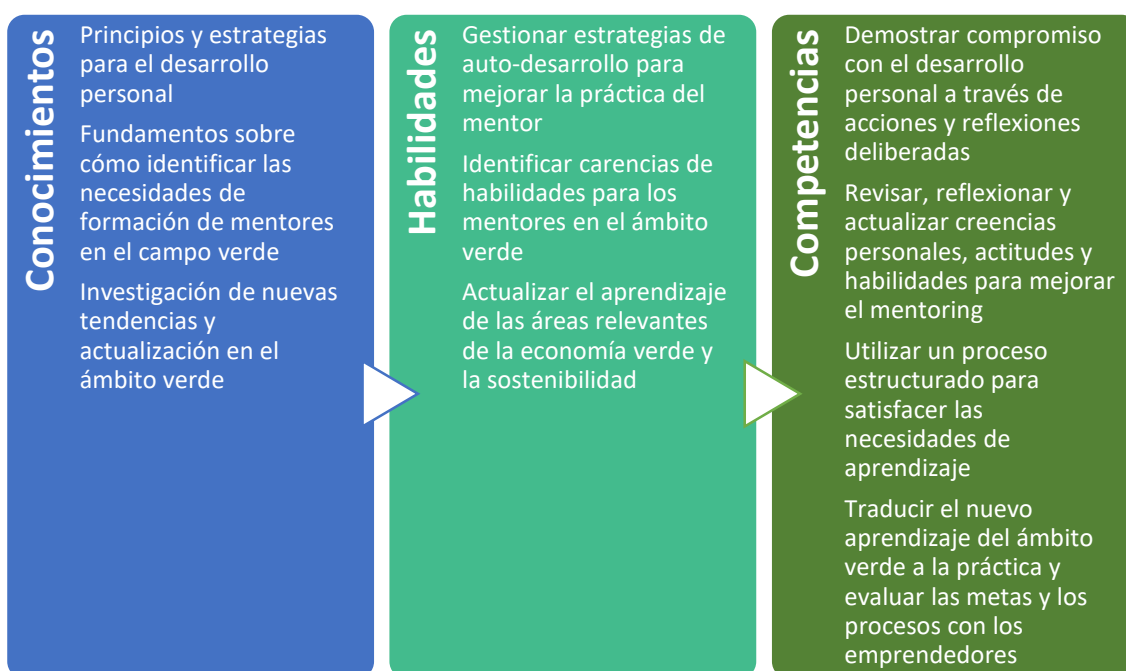 Conocimientos
Principios y estrategias
para el desarrollo
personal
Fundamentos sobre
cómo identificar las
necesidades de
formación de mentores
en el campo verde
Investigación de nuevas
tendencias y
actualización en el
ámbito verde
Habilidades
Gestionar estrategias de
auto-desarrollo para
mejorar la práctica del
mentor
Identificar carencias de
habilidades para los
mentores en el ámbito
verde
Actualizar el aprendizaje
de las áreas relevantes
de la economía verde y
la sostenibilidad
Competencias
Demostrar compromiso
con el desarrollo
personal a través de
acciones y reflexiones
deliberadas
Revisar, reflexionar y
actualizar creencias
personales, actitudes y
habilidades para mejorar
el mentoring
Utilizar un proceso
estructurado para
satisfacer las
necesidades de
aprendizaje
Traducir el nuevo
aprendizaje del ámbito
verde a la práctica y
evaluar las metas y los
procesos con los
emprendedores